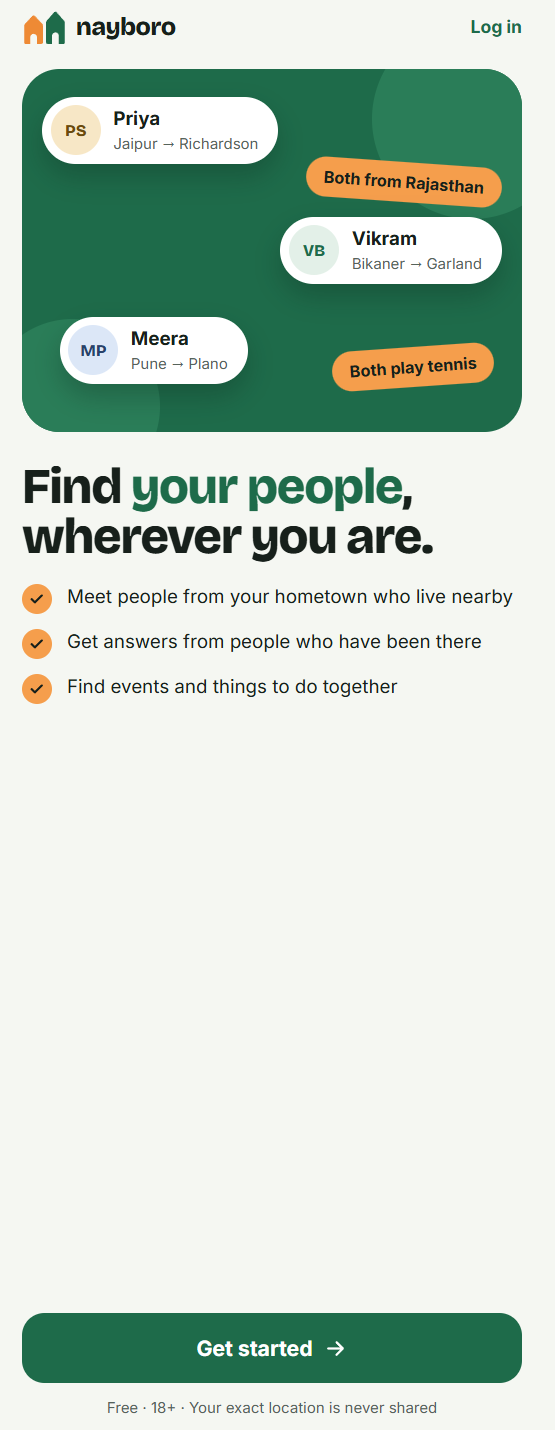 nayboro
Log in
PS
Priya
Jaipur → Richardson
Both from Rajasthan
VB
Vikram
Bikaner → Garland
MP
Meera
Pune → Plano
Both play tennis
Find your people,
wherever you are.
Meet people from your hometown who live nearby
Get answers from people who have been there
Find events and things to do together
Get started →
Free · 18+ · Your exact location is never shared